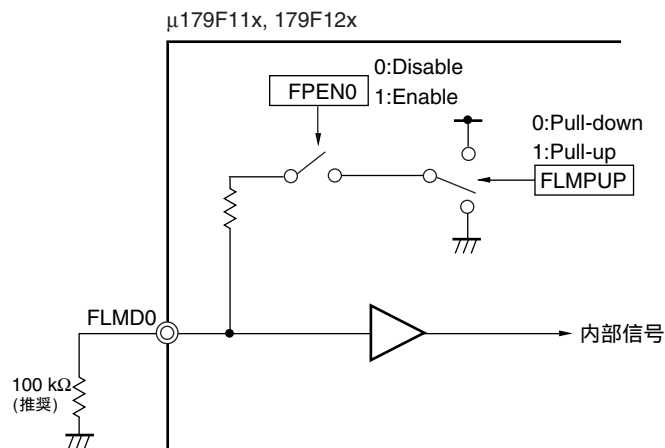 μ179F11x, 179F12x
0:Disable
FPEN0
1:Enable
0:Pull-down
1:Pull-up
FLMPUP
FLMD0
内部信号
100 kΩ
(推奨)